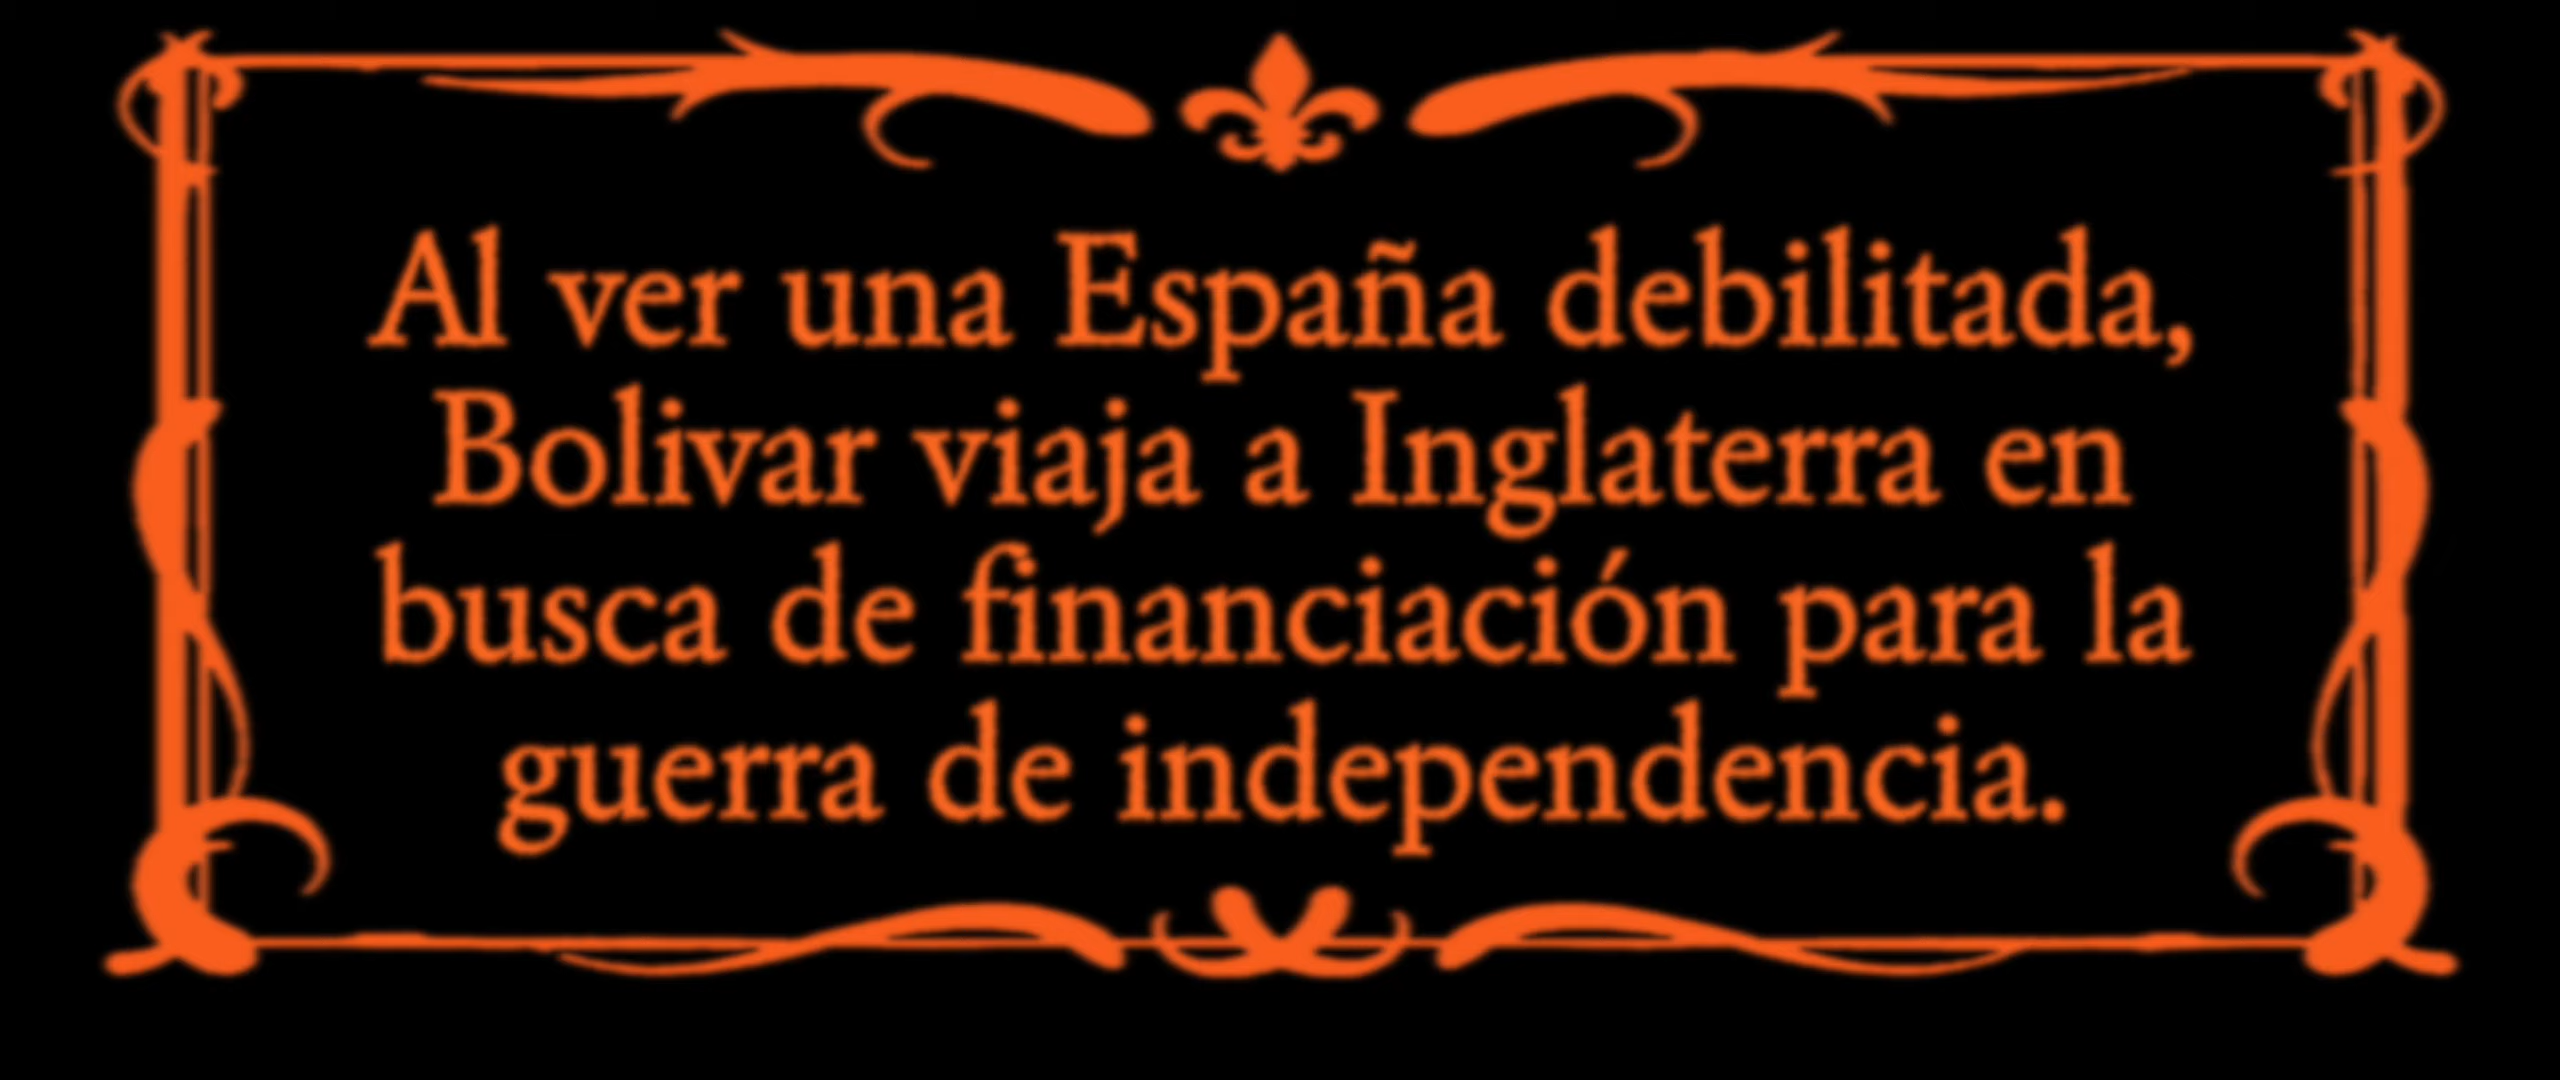 Al ver una España debilitada,
Bolivar viaja a Inglaterra en
busca de financiación para la
guerra de independencia.